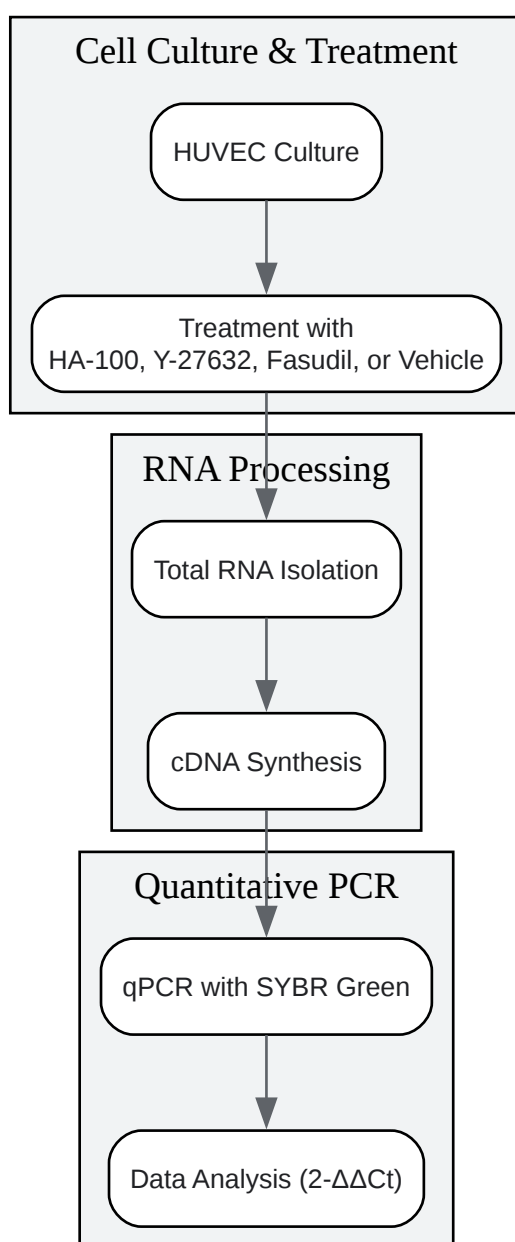 Cell Culture & Treatment
HUVEC Culture
Treatment with
HA-100, Y-27632, Fasudil, or Vehicle
RNA Processing
Total RNA Isolation
cDNA Synthesis
Quantitative PCR
qPCR with SYBR Green
Data Analysis (2-ΔΔCt)